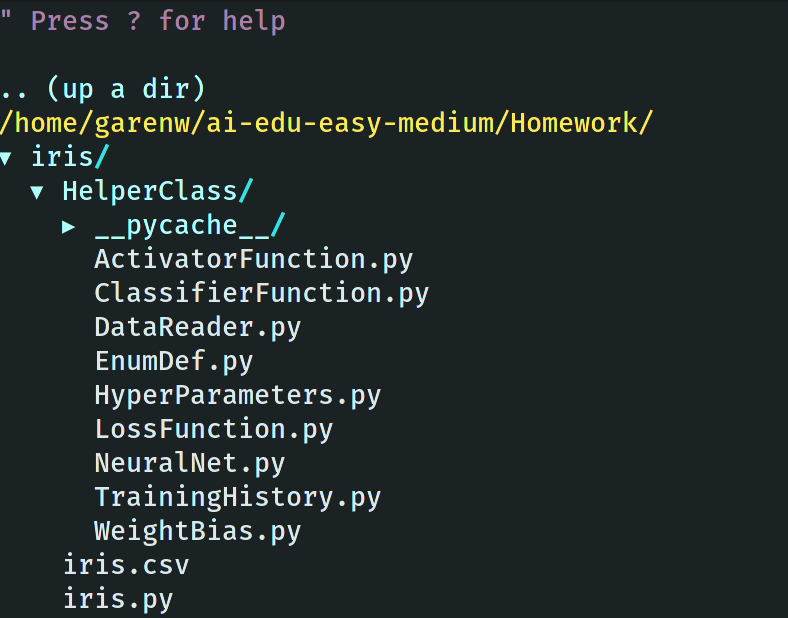 " Press ? for help
.. (up a dir)
/home/garenw/ai-edu-easy-medium/Homework/
▼ iris/
▼ HelperClass/
▶ __pycache__/
ActivatorFunction.py
ClassifierFunction.py
DataReader.py
EnumDef.py
HyperParameters.py
LossFunction.py
NeuralNet.py
TrainingHistory.py
WeightBias.py
iris.csv
iris.py